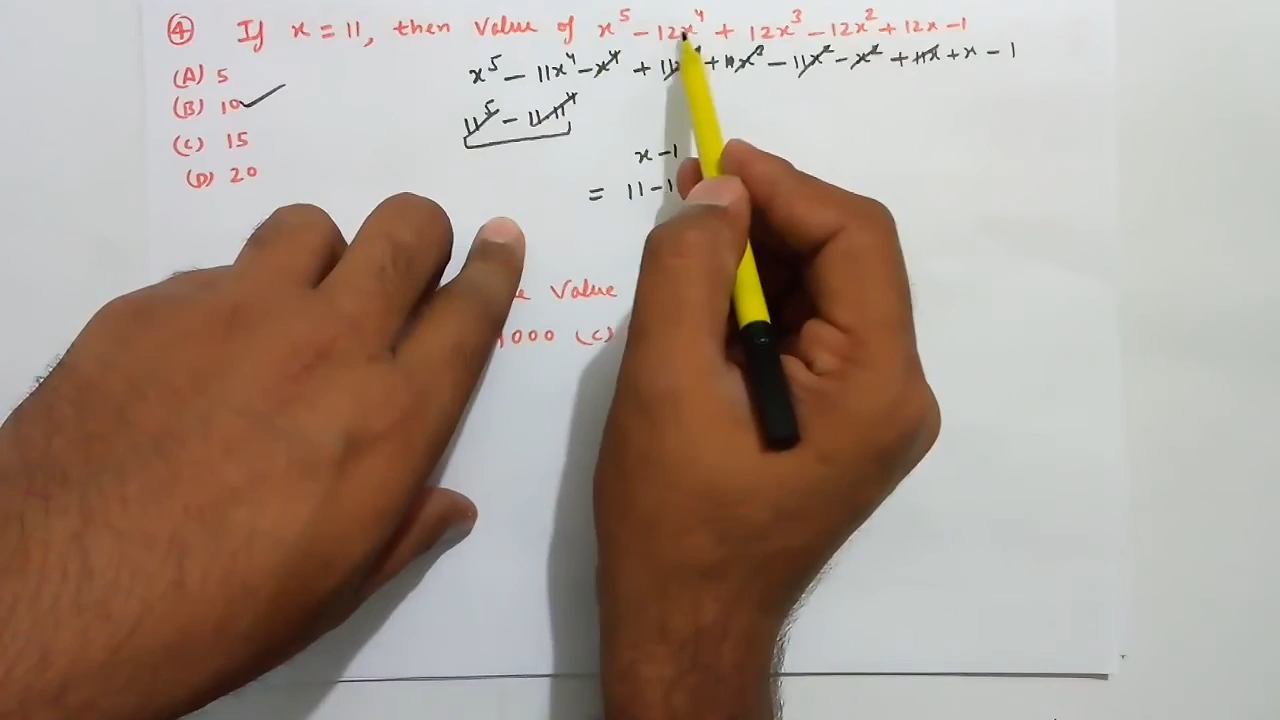 ④ If x = 11, then value of x⁵ - 12x⁴ + 12x³ - 12x² + 12x - 1
(A) 5
(B) 10 ✓
(C) 15
(D) 20
x⁵ - 11x⁴ - x⁴ + 11x + 11x³ - 11x² - x² + 11x + x - 1
11⁵ - 11·11⁴
x - 1
= 11 - 1
Value
1000 (C)